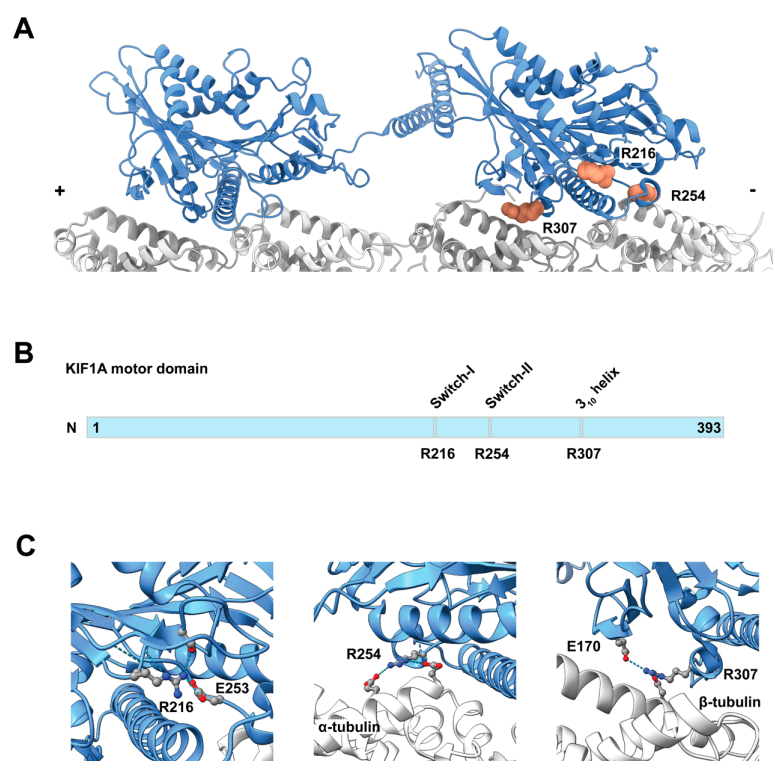 A
R216
+
-
R254
R307
B
KIF1A motor domain
Switch-I
Switch-II
3₁₀ helix
N
1
393
R216
R254
R307
C
R254
E170
E253
R307
R216
β-tubulin
α-tubulin